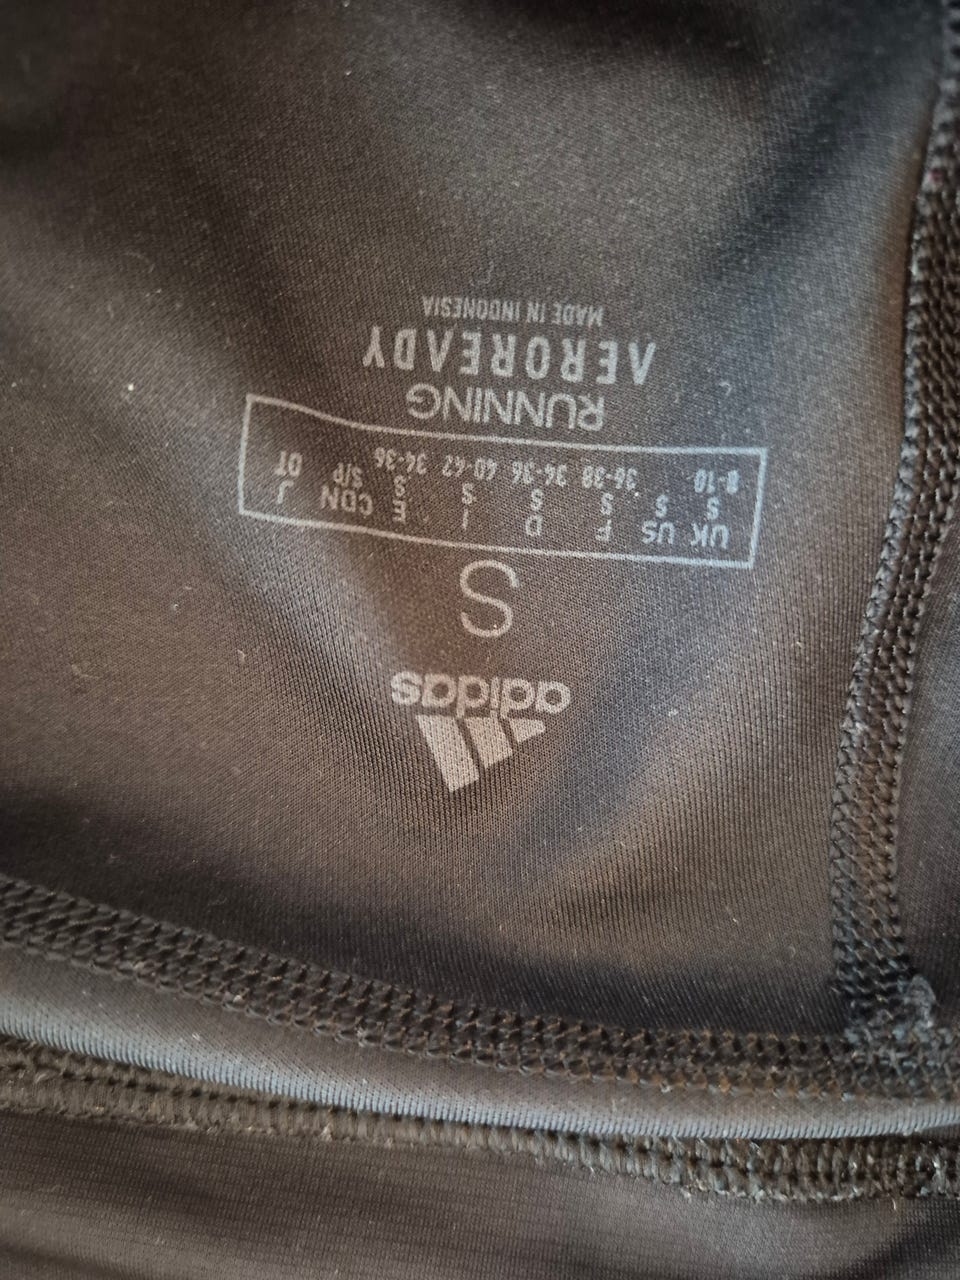 adidas
S
UK US F D I E CDN J
S S S S S S S/P OT
8-10 36-38 34-36 40-42 34-36
RUNNING
AEROREADY
MADE IN INDONESIA